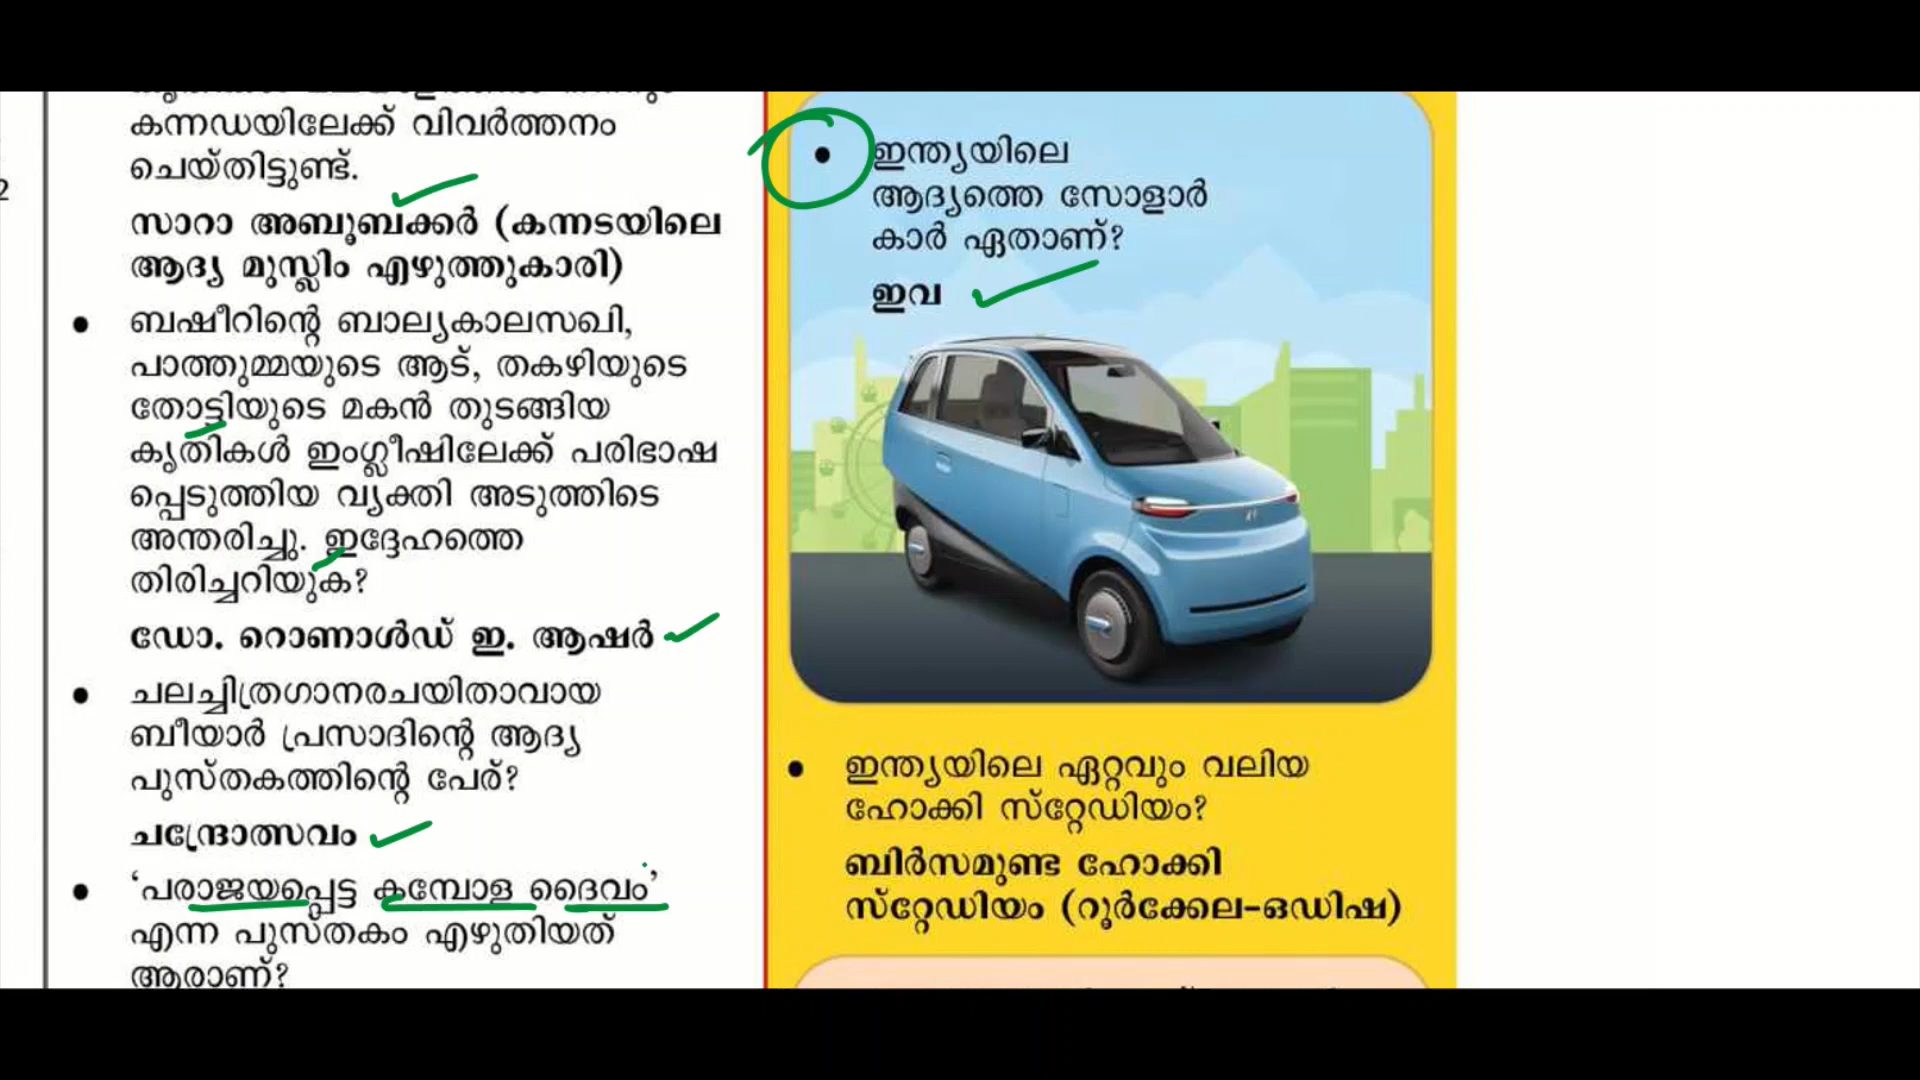 കന്നഡയിലേക്ക് വിവർത്തനം
ചെയ്തിട്ടുണ്ട്.
സാറാ അബൂബക്കർ (കന്നടയിലെ
ആദ്യ മുസ്ലിം എഴുത്തുകാരി)
• ബഷീറിന്റെ ബാല്യകാലസഖി,
പാത്തുമ്മയുടെ ആട്, തകഴിയുടെ
തോട്ടിയുടെ മകൻ തുടങ്ങിയ
കൃതികൾ ഇംഗ്ലീഷിലേക്ക് പരിഭാഷ
പ്പെടുത്തിയ വ്യക്തി അടുത്തിടെ
അന്തരിച്ചു. ഇദ്ദേഹത്തെ
തിരിച്ചറിയുക?
ഡോ. റൊണാൾഡ് ഇ. ആഷർ
• ചലച്ചിത്രഗാനരചയിതാവായ
ബീയാർ പ്രസാദിന്റെ ആദ്യ
പുസ്തകത്തിന്റെ പേര്?
ചന്ദ്രോത്സവം
• ‘പരാജയപ്പെട്ട കമ്പോള ദൈവം’
എന്ന പുസ്തകം എഴുതിയത്
ആരാണ്?
• ഇന്ത്യയിലെ
ആദ്യത്തെ സോളാർ
കാർ ഏതാണ്?
ഇവ
• ഇന്ത്യയിലെ ഏറ്റവും വലിയ
ഹോക്കി സ്റ്റേഡിയം?
ബിർസമുണ്ട ഹോക്കി
സ്റ്റേഡിയം (റൂർക്കേല-ഒഡിഷ)